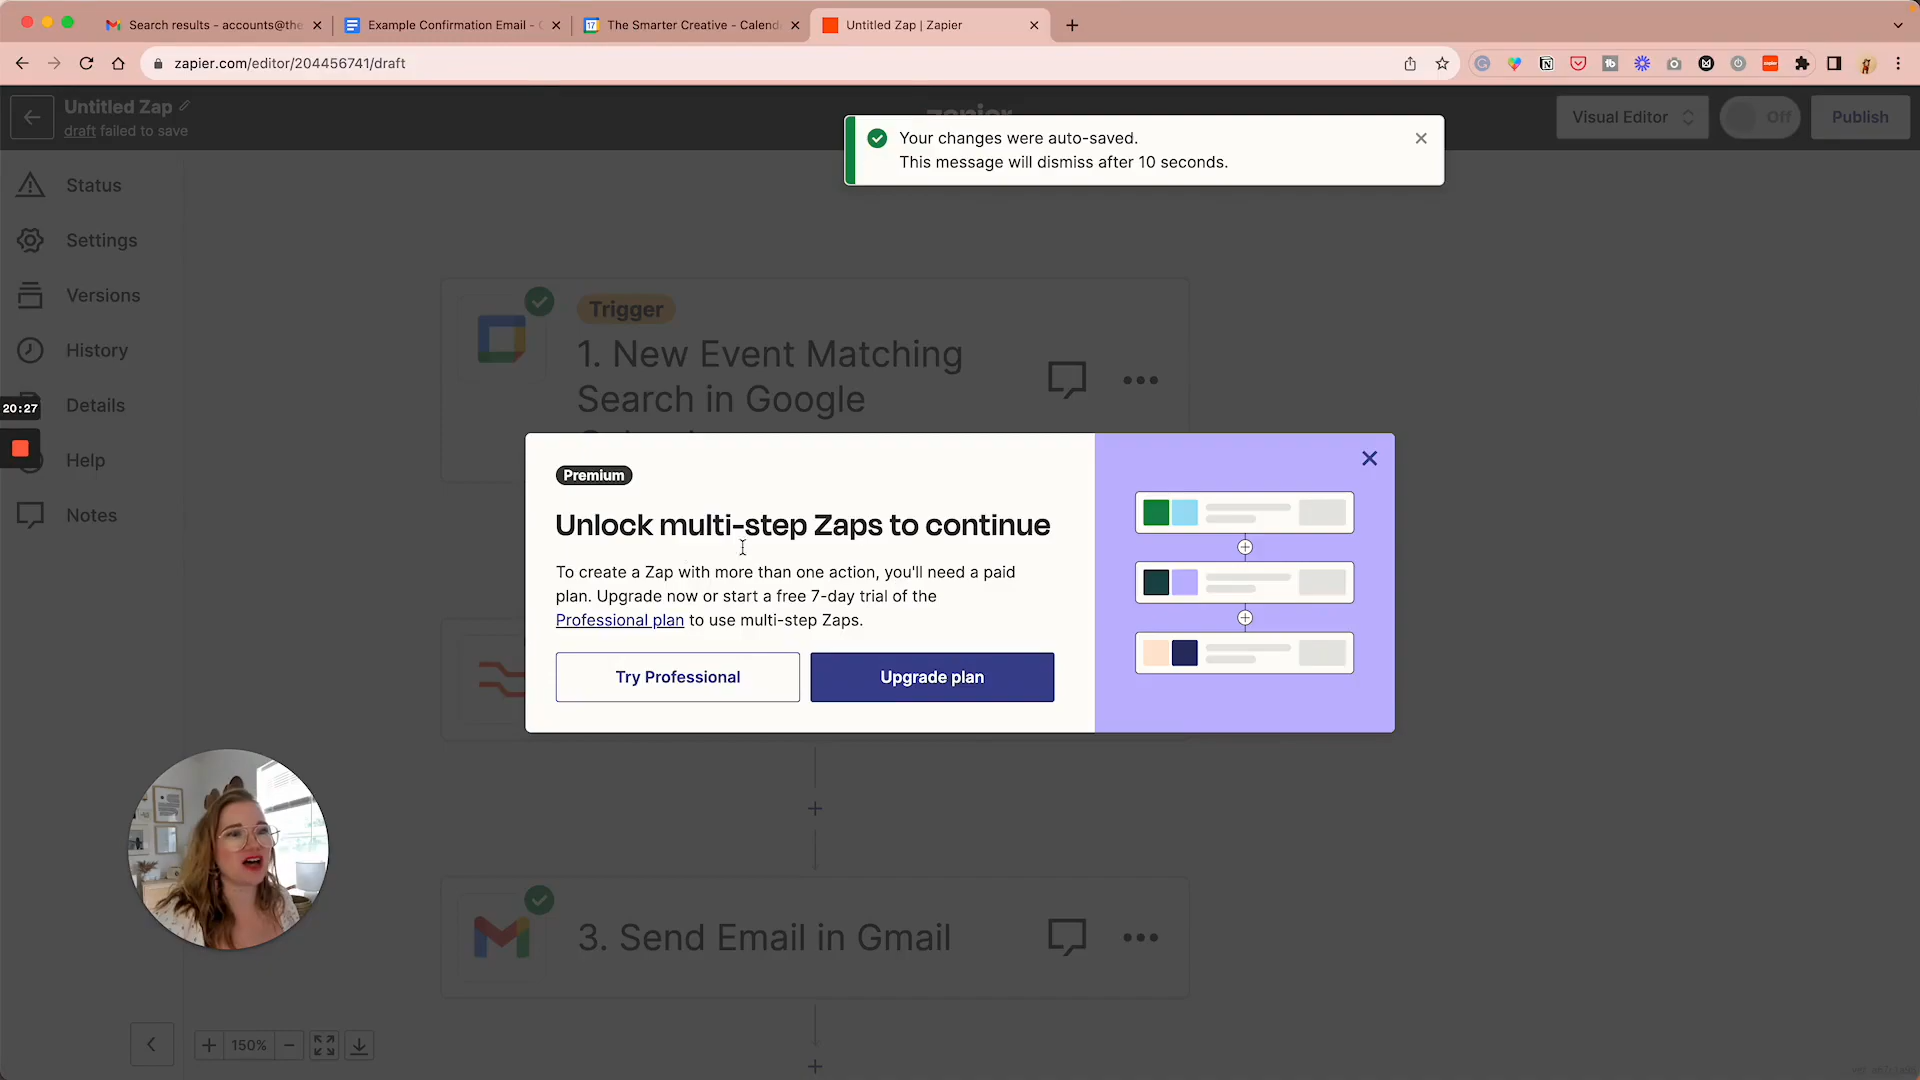 Search results - accounts@the
Example Confirmation Email - G
17
The Smarter Creative - Calend
Untitled Zap | Zapier
zapier.com/editor/204456741/draft
Untitled Zap
draft failed to save
zapier
Visual Editor
Off
Publish
Your changes were auto-saved.
This message will dismiss after 10 seconds.
Status
Settings
Versions
History
Details
Help
Notes
20:27
Trigger
1. New Event Matching
Search in Google
Premium
Unlock multi-step Zaps to continue
To create a Zap with more than one action, you'll need a paid
plan. Upgrade now or start a free 7-day trial of the
Professional plan to use multi-step Zaps.
Try Professional
Upgrade plan
3. Send Email in Gmail
150%